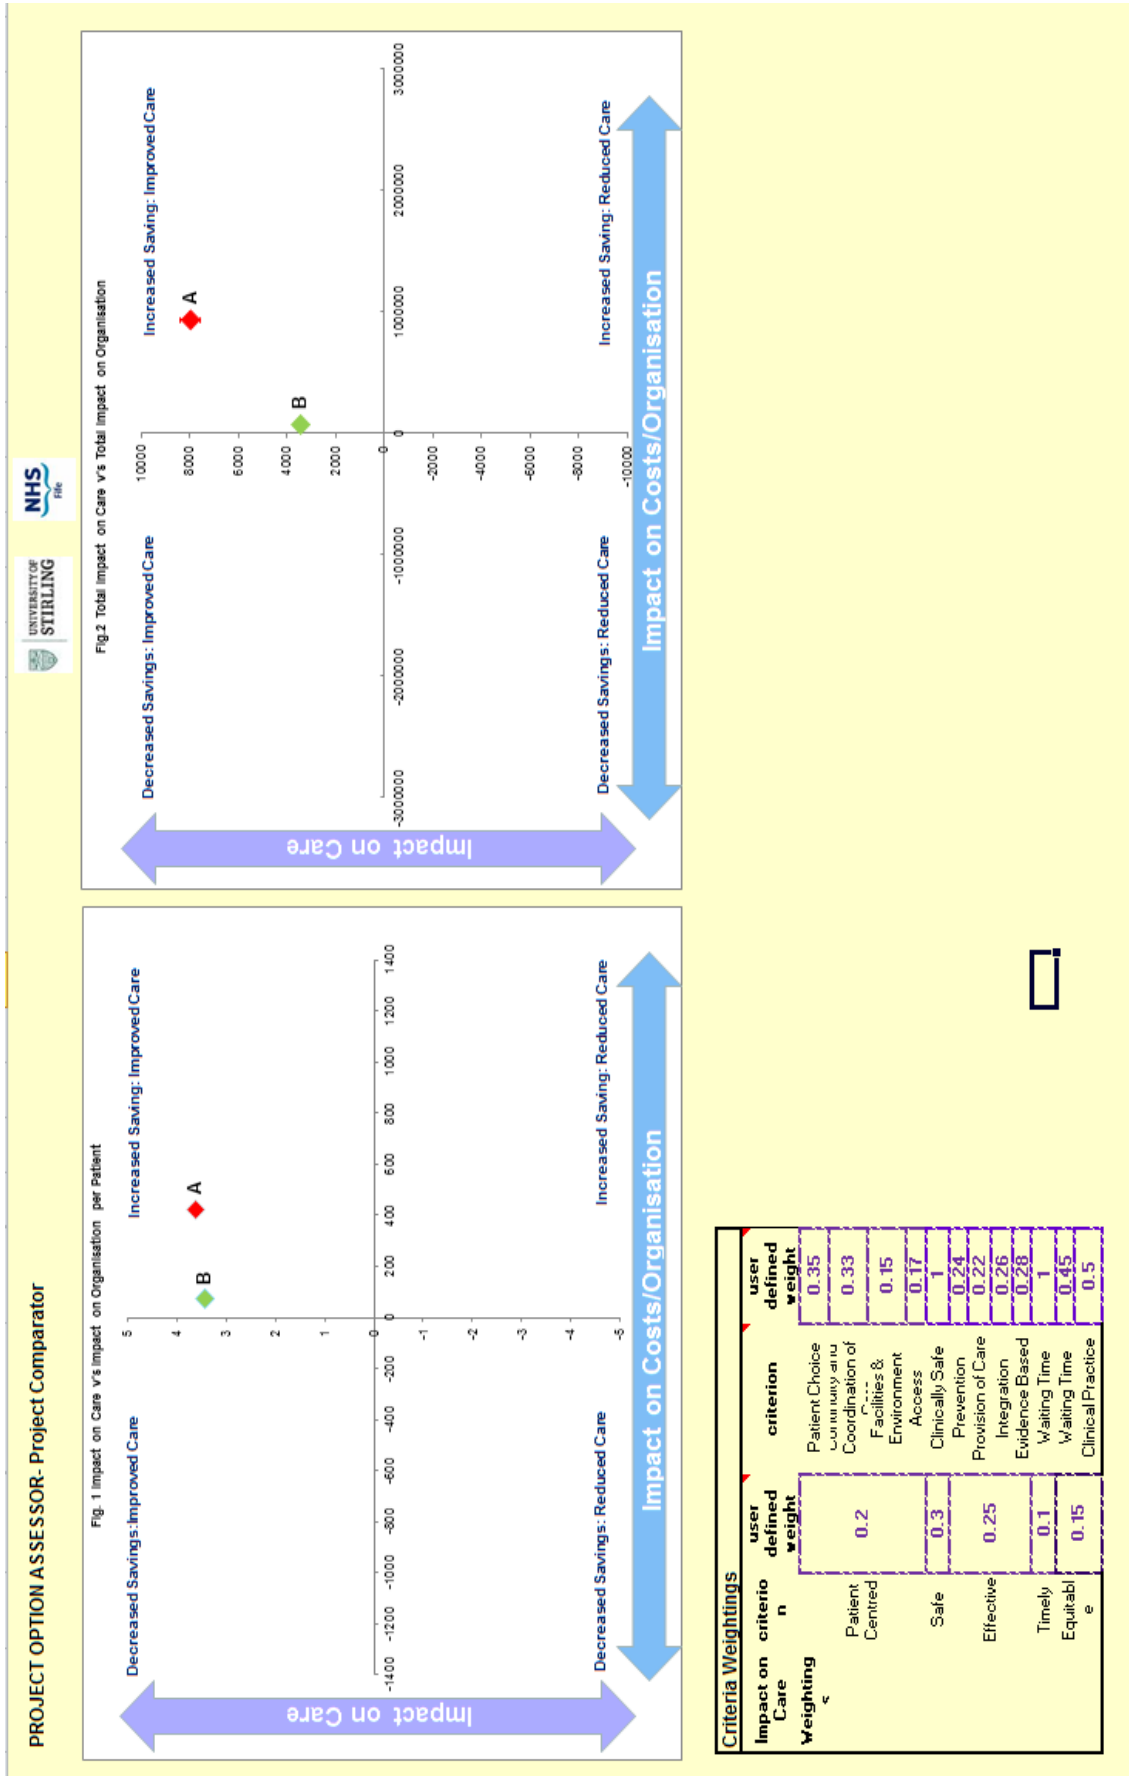 PROJECT OPTION ASSESSOR- Project Comparator
UNIVERSITY OF
STIRLING
NHS
Fife
Fig. 1 Impact on Care v's Impact on Organisation per Patient
Decreased Savings:Improved Care
Increased Saving: Improved Care
5
4
3
2
1
0
-1
-2
-3
-4
-5
-1400
-1200
-1000
-800
-600
-400
-200
0
200
400
600
800
1000
1200
1400
B
A
Decreased Savings: Reduced Care
Increased Saving: Reduced Care
Impact on Care
Impact on Costs/Organisation
Fig.2 Total Impact on Care v's Total Impact on Organisation
Decreased Savings: Improved Care
Increased Saving: Improved Care
10000
8000
6000
4000
2000
0
-2000
-4000
-6000
-8000
-10000
-3000000
-2000000
-1000000
0
1000000
2000000
3000000
B
A
Decreased Savings: Reduced Care
Increased Saving: Reduced Care
Impact on Care
Impact on Costs/Organisation
Criteria Weightings
Impact on
Care
Weighting
criterio
n
user
defined
weight
criterion
user
defined
weight
Patient
Centred
0.2
Patient Choice
0.35
Coordination of
0.33
Facilities &
Environment
0.15
Access
0.17
Safe
0.3
Clinically Safe
1
Effective
0.25
Prevention
0.24
Provision of Care
0.22
Integration
0.26
Evidence Based
0.28
Timely
0.1
Waiting Time
1
Equitabl
e
0.15
Waiting Time
0.45
Clinical Practice
0.5